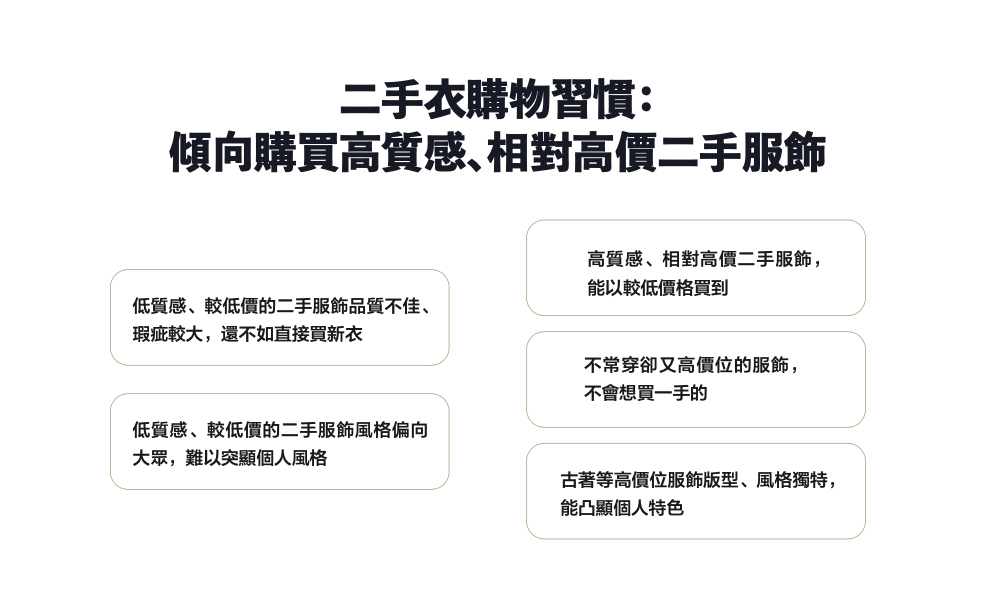 二手衣購物習慣：
傾向購買高質感、相對高價二手服飾
低質感、較低價的二手服飾品質不佳、
瑕疵較大，還不如直接買新衣
低質感、較低價的二手服飾風格偏向
大眾，難以突顯個人風格
高質感、相對高價二手服飾，
能以較低價格買到
不常穿卻又高價位的服飾，
不會想買一手的
古著等高價位服飾版型、風格獨特，
能凸顯個人特色